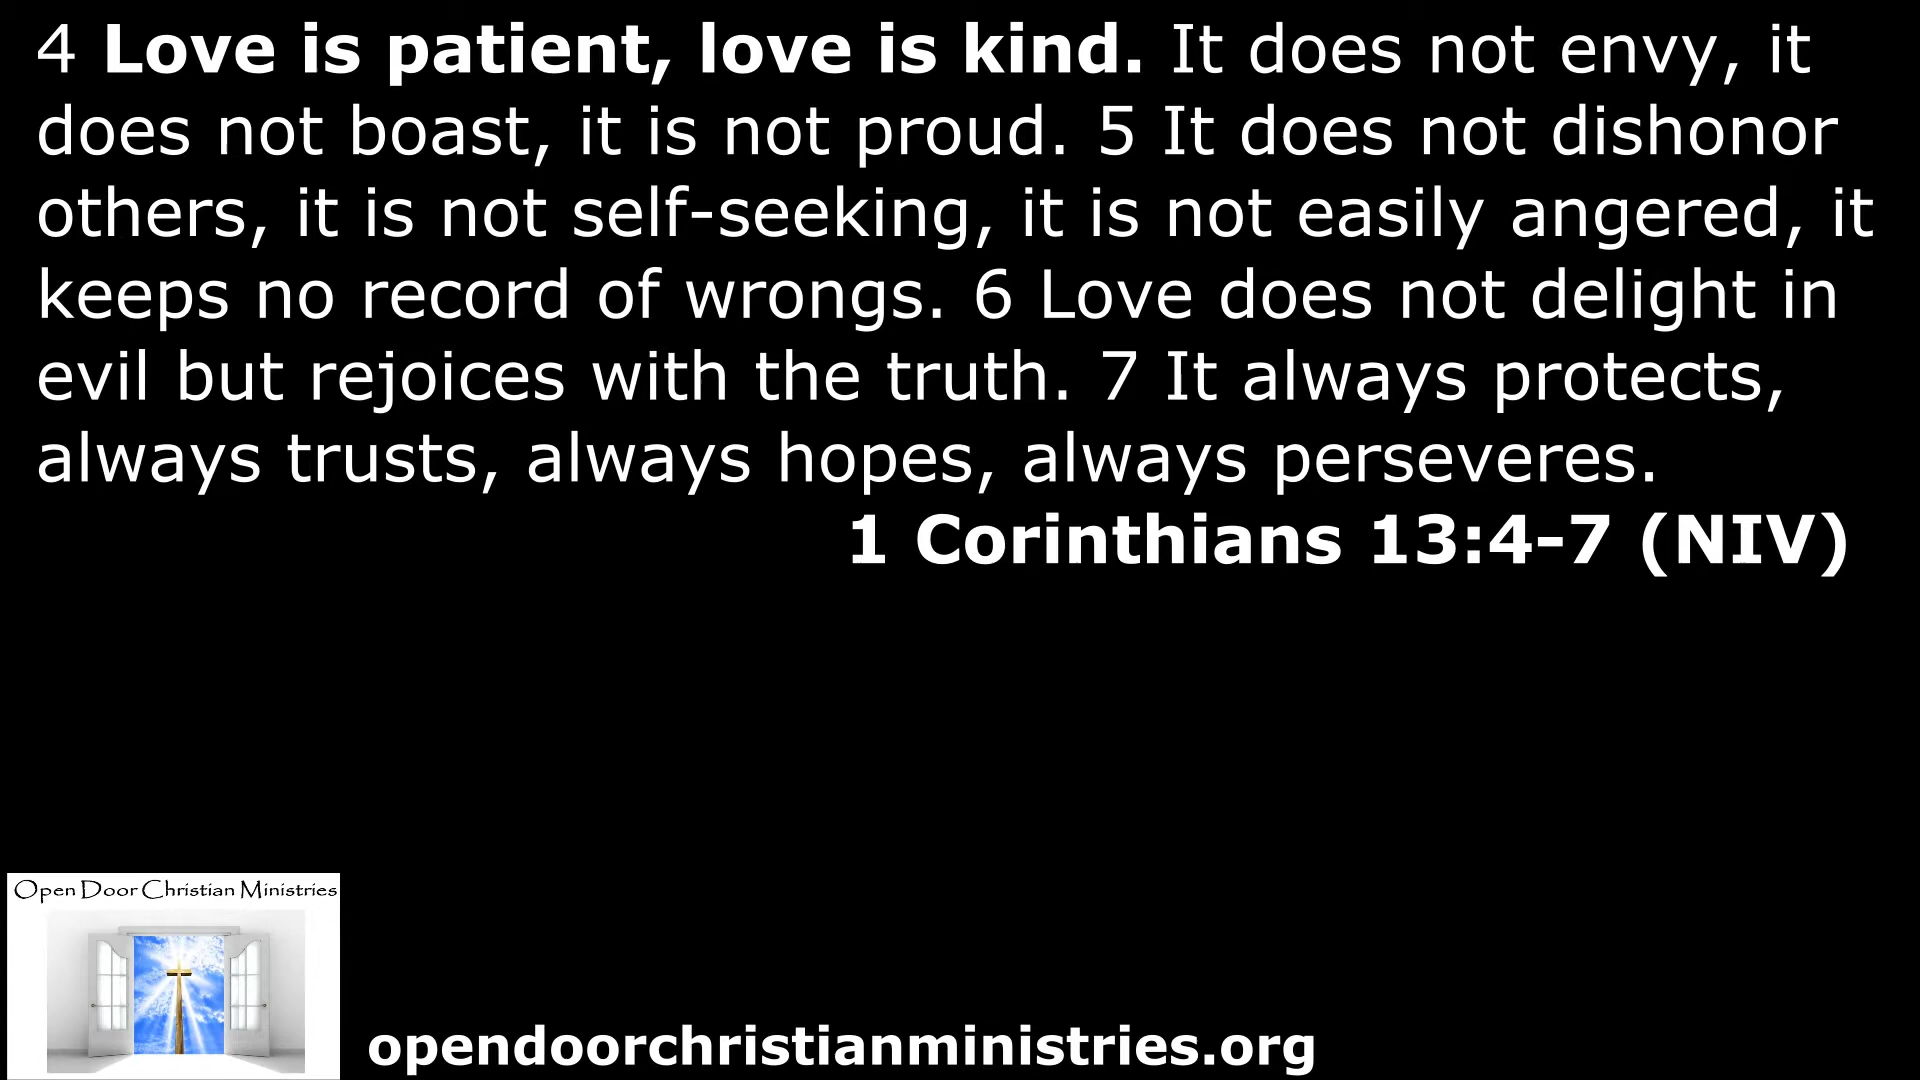 4 Love is patient, love is kind. It does not envy, it
does not boast, it is not proud. 5 It does not dishonor
others, it is not self-seeking, it is not easily angered, it
keeps no record of wrongs. 6 Love does not delight in
evil but rejoices with the truth. 7 It always protects,
always trusts, always hopes, always perseveres.
1 Corinthians 13:4-7 (NIV)
Open Door Christian Ministries
opendoorchristianministries.org